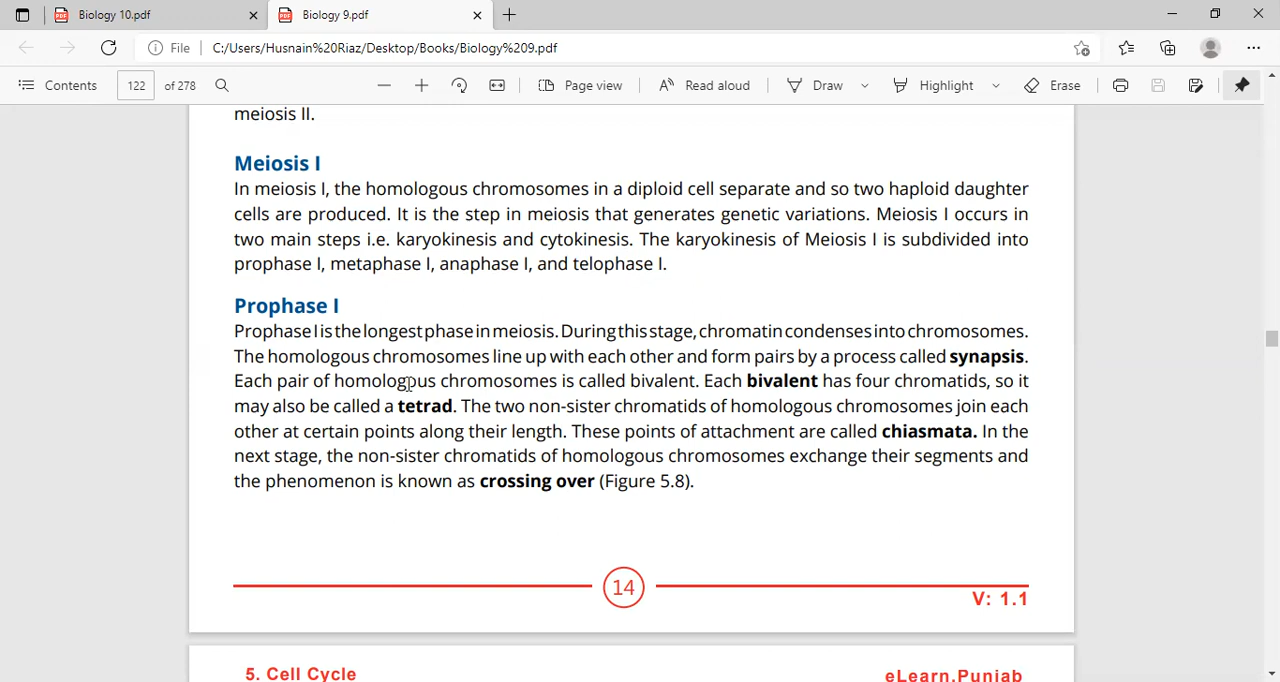 Biology 10.pdf
Biology 9.pdf
File C:/Users/Husnain%20Riaz/Desktop/Books/Biology%209.pdf
Contents 122 of 278 Page view Read aloud Draw Highlight Erase
meiosis II.
Meiosis I
In meiosis I, the homologous chromosomes in a diploid cell separate and so two haploid daughter
cells are produced. It is the step in meiosis that generates genetic variations. Meiosis I occurs in
two main steps i.e. karyokinesis and cytokinesis. The karyokinesis of Meiosis I is subdivided into
prophase I, metaphase I, anaphase I, and telophase I.
Prophase I
Prophase I is the longest phase in meiosis. During this stage, chromatin condenses into chromosomes.
The homologous chromosomes line up with each other and form pairs by a process called synapsis.
Each pair of homologous chromosomes is called bivalent. Each bivalent has four chromatids, so it
may also be called a tetrad. The two non-sister chromatids of homologous chromosomes join each
other at certain points along their length. These points of attachment are called chiasmata. In the
next stage, the non-sister chromatids of homologous chromosomes exchange their segments and
the phenomenon is known as crossing over (Figure 5.8).
14
V: 1.1
5. Cell Cycle eLearn.Punjab